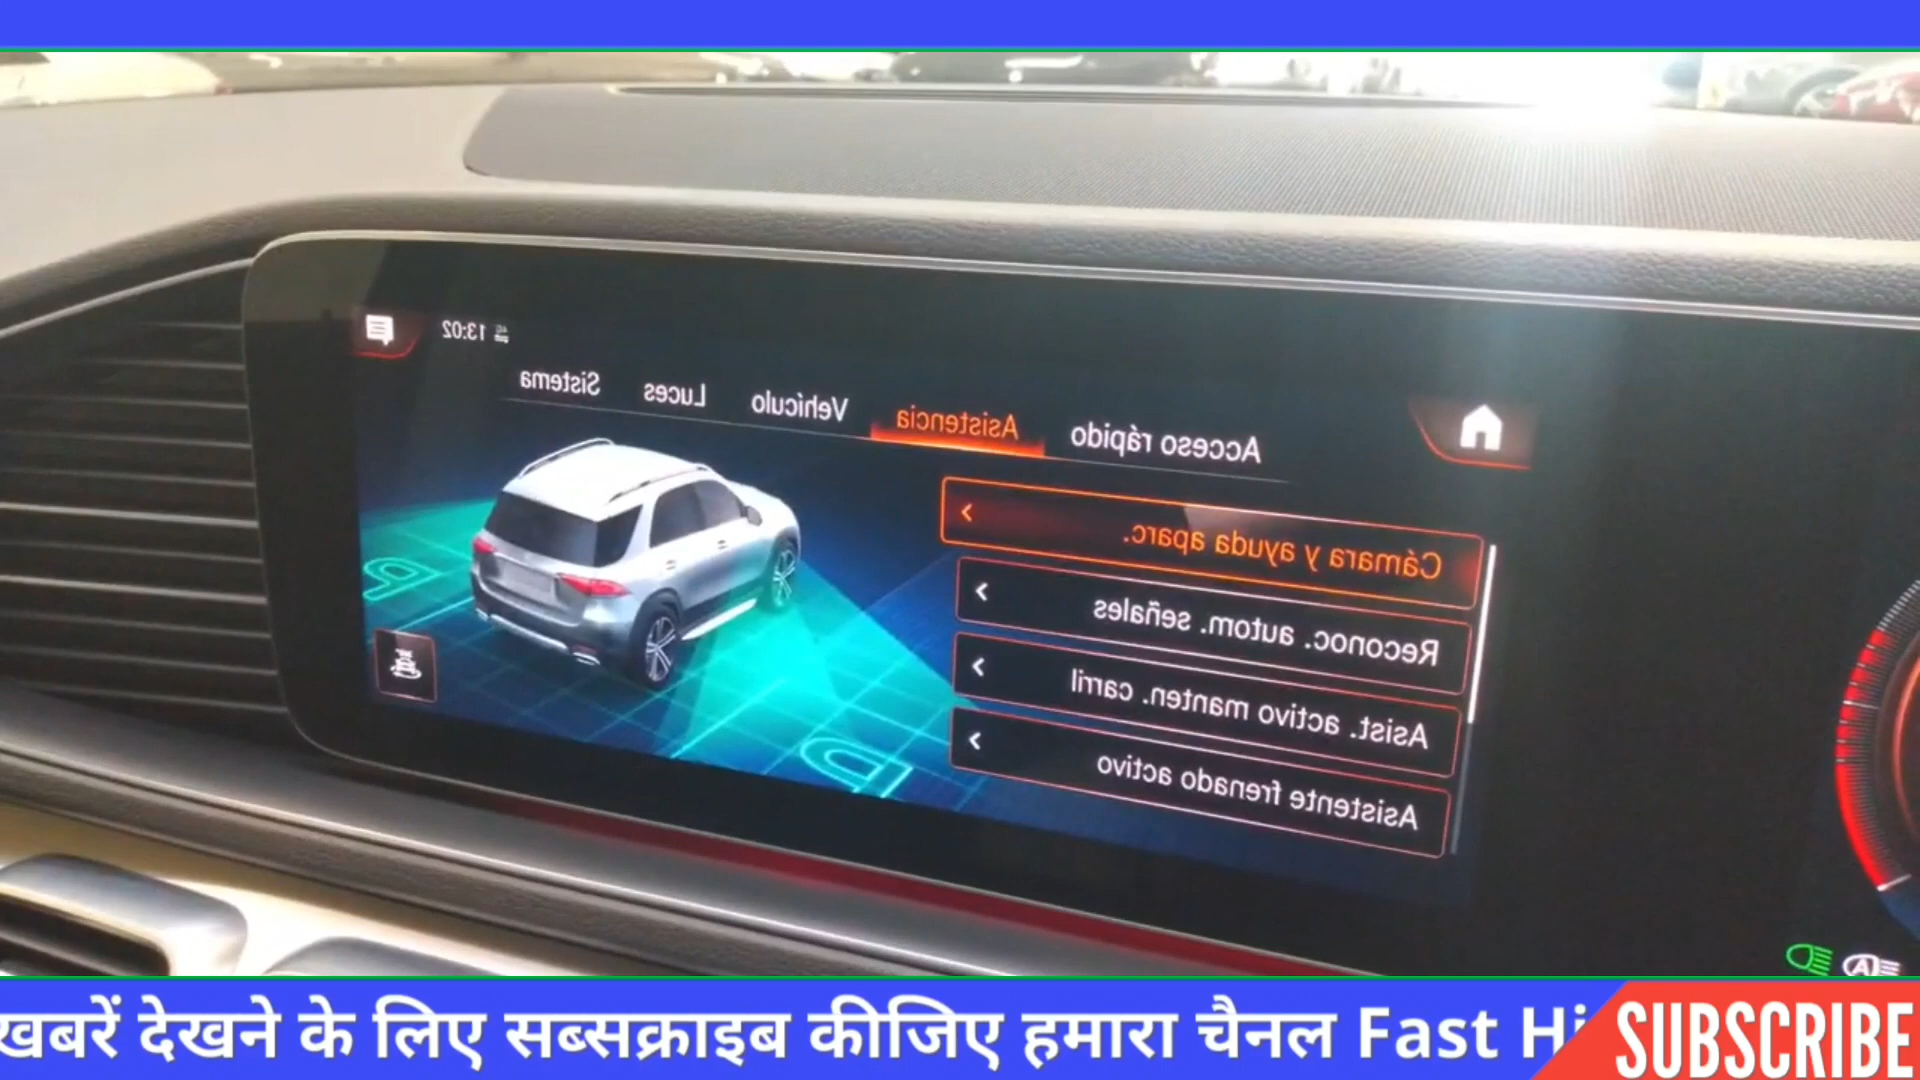 13:02
Acceso rápido
Asistencia
Vehículo
Luces
Sistema
Cámara y ayuda aparc.
Reconoc. autom. señales
Asist. activo manten. carril
Asistente frenado activo
खबरें देखने के लिए सब्सक्राइब कीजिए हमारा चैनल Fast Hi
SUBSCRIBE